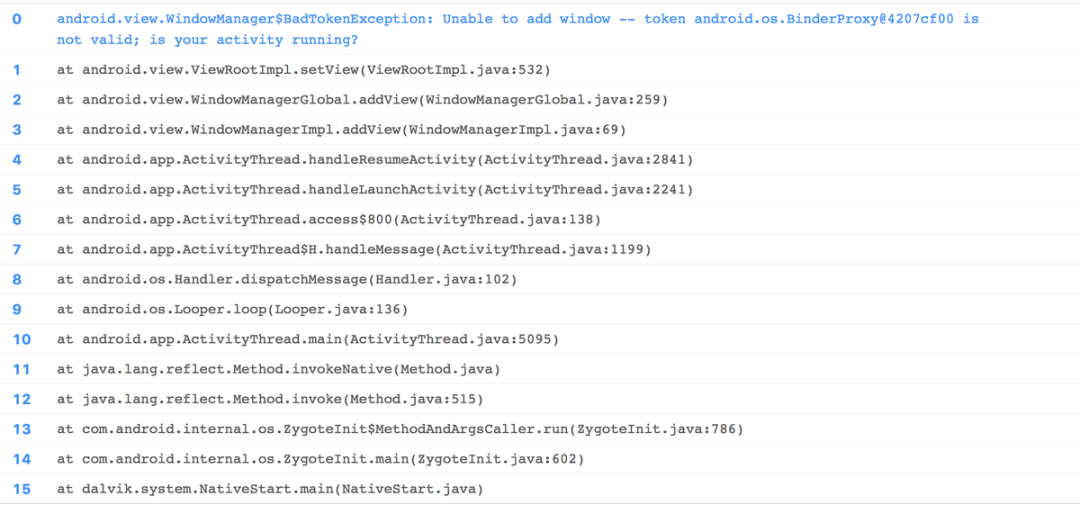 0 android.view.WindowManager$BadTokenException: Unable to add window -- token android.os.BinderProxy@4207cf00 is
not valid; is your activity running?
1 at android.view.ViewRootImpl.setView(ViewRootImpl.java:532)
2 at android.view.WindowManagerGlobal.addView(WindowManagerGlobal.java:259)
3 at android.view.WindowManagerImpl.addView(WindowManagerImpl.java:69)
4 at android.app.ActivityThread.handleResumeActivity(ActivityThread.java:2841)
5 at android.app.ActivityThread.handleLaunchActivity(ActivityThread.java:2241)
6 at android.app.ActivityThread.access$800(ActivityThread.java:138)
7 at android.app.ActivityThread$H.handleMessage(ActivityThread.java:1199)
8 at android.os.Handler.dispatchMessage(Handler.java:102)
9 at android.os.Looper.loop(Looper.java:136)
10 at android.app.ActivityThread.main(ActivityThread.java:5095)
11 at java.lang.reflect.Method.invokeNative(Method.java)
12 at java.lang.reflect.Method.invoke(Method.java:515)
13 at com.android.internal.os.ZygoteInit$MethodAndArgsCaller.run(ZygoteInit.java:786)
14 at com.android.internal.os.ZygoteInit.main(ZygoteInit.java:602)
15 at dalvik.system.NativeStart.main(NativeStart.java)